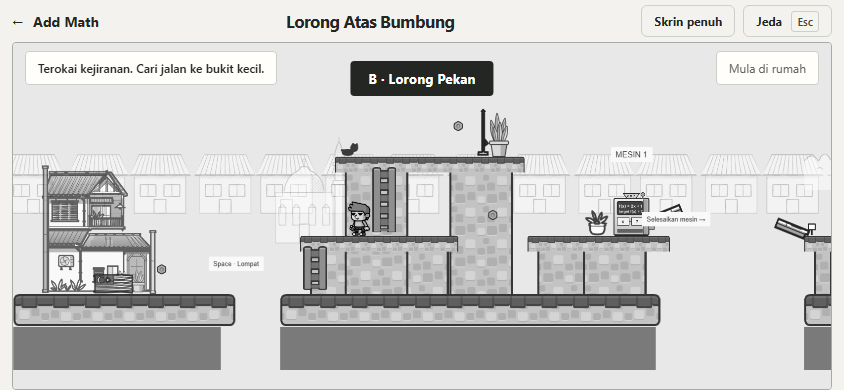 ← Add Math
Lorong Atas Bumbung
Skrin penuh
Jeda Esc
Terokai kejiranan. Cari jalan ke bukit kecil.
B · Lorong Pekan
Mula di rumah
MESIN 1
Selesaikan mesin →
Space · Lompat